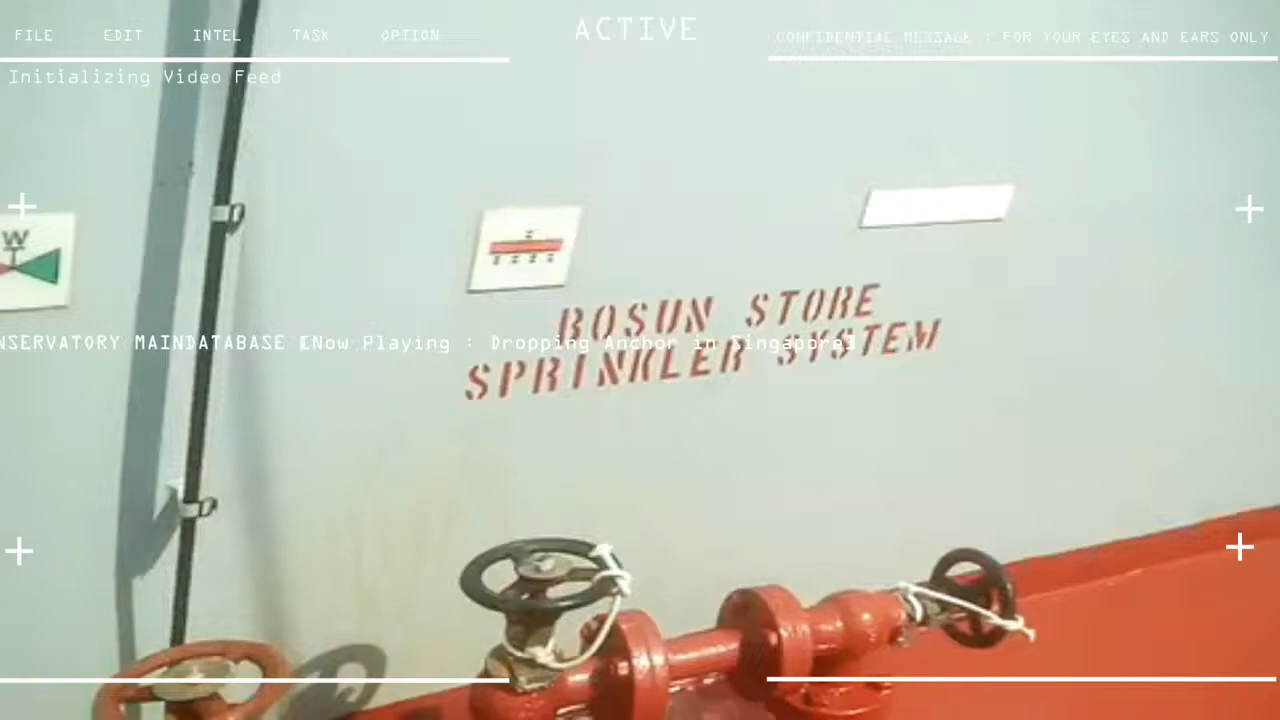 FILE EDIT INTEL TASK OPTION
ACTIVE
CONFIDENTIAL MESSAGE : FOR YOUR EYES AND EARS ONLY
Initializing Video Feed
W
BOSUN STORE
SPRINKLER SYSTEM
NSERVATORY MAINDATABASE [Now Playing : Dropping Anchor in Singapore]